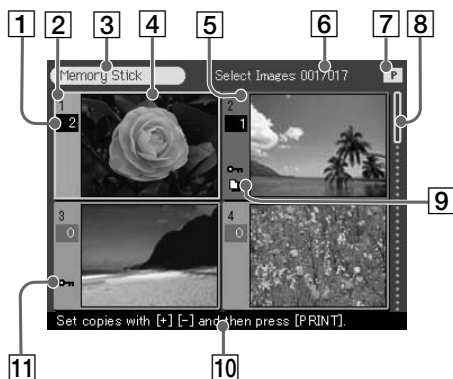 1 2 3 4 5 6 7 8
Memory Stick Select Images 0017017 P
1 2
2 1
9
3 4
0 0
Set copies with [+] [-] and then press [PRINT].
11 10